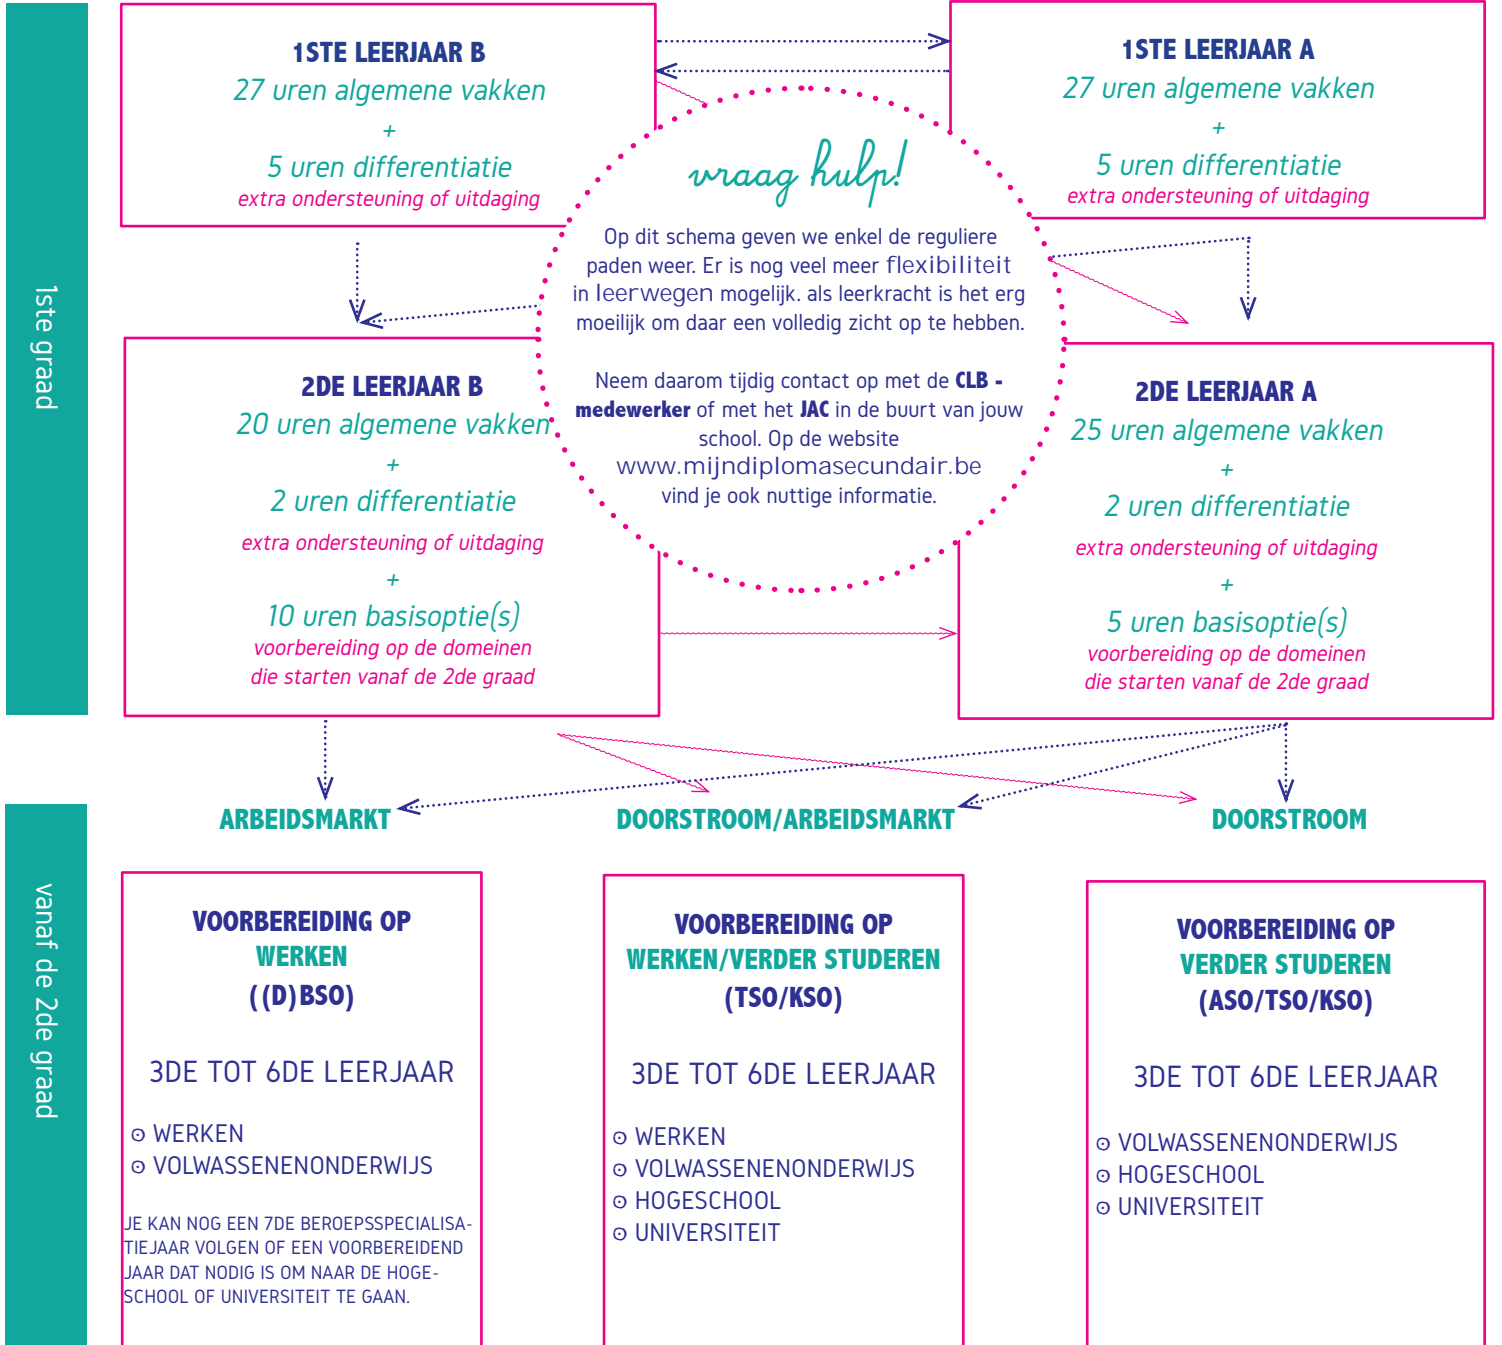 1ste graad
1STE LEERJAAR B
27 uren algemene vakken
+
5 uren differentiatie
extra ondersteuning of uitdaging
1STE LEERJAAR A
27 uren algemene vakken
+
5 uren differentiatie
extra ondersteuning of uitdaging
vraag hulp!
Op dit schema geven we enkel de reguliere
paden weer. Er is nog veel meer flexibiliteit
in leerwegen mogelijk. als leerkracht is het erg
moeilijk om daar een volledig zicht op te hebben.
Neem daarom tijdig contact op met de CLB -
medewerker of met het JAC in de buurt van jouw
school. Op de website
www.mijndiplomasecundair.be
vind je ook nuttige informatie.
2DE LEERJAAR B
20 uren algemene vakken
+
2 uren differentiatie
extra ondersteuning of uitdaging
+
10 uren basisoptie(s)
voorbereiding op de domeinen
die starten vanaf de 2de graad
2DE LEERJAAR A
25 uren algemene vakken
+
2 uren differentiatie
extra ondersteuning of uitdaging
+
5 uren basisoptie(s)
voorbereiding op de domeinen
die starten vanaf de 2de graad
vanaf de 2de graad
ARBEIDSMARKT
VOORBEREIDING OP
WERKEN
((D)BSO)
3DE TOT 6DE LEERJAAR
⊙ WERKEN
⊙ VOLWASSENENONDERWIJS
JE KAN NOG EEN 7DE BEROEPSSPECIALISA-
TIEJAAR VOLGEN OF EEN VOORBEREIDEND
JAAR DAT NODIG IS OM NAAR DE HOGE-
SCHOOL OF UNIVERSITEIT TE GAAN.
DOORSTROOM/ARBEIDSMARKT
VOORBEREIDING OP
WERKEN/VERDER STUDEREN
(TSO/KSO)
3DE TOT 6DE LEERJAAR
⊙ WERKEN
⊙ VOLWASSENENONDERWIJS
⊙ HOGESCHOOL
⊙ UNIVERSITEIT
DOORSTROOM
VOORBEREIDING OP
VERDER STUDEREN
(ASO/TSO/KSO)
3DE TOT 6DE LEERJAAR
⊙ VOLWASSENENONDERWIJS
⊙ HOGESCHOOL
⊙ UNIVERSITEIT